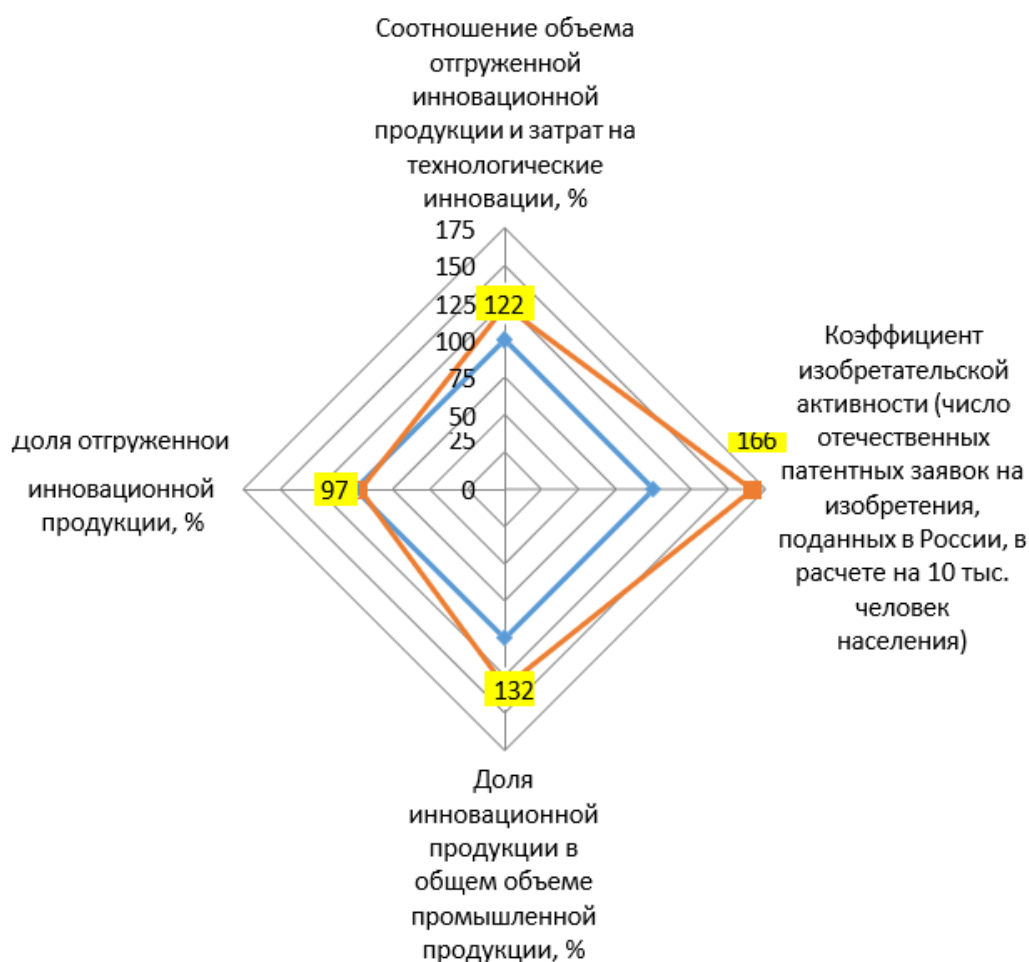 Соотношение объема
отгруженной
инновационной
продукции и затрат на
технологические
инновации, %
175
150
125
100
75
50
25
0
122
166
132
97
Коэффициент
изобретательской
активности (число
отечественных
патентных заявок на
изобретения,
поданных в России, в
расчете на 10 тыс.
человек
населения)
Доля
инновационной
продукции в
общем объеме
промышленной
продукции, %
доля отгруженной
инновационной
продукции, %